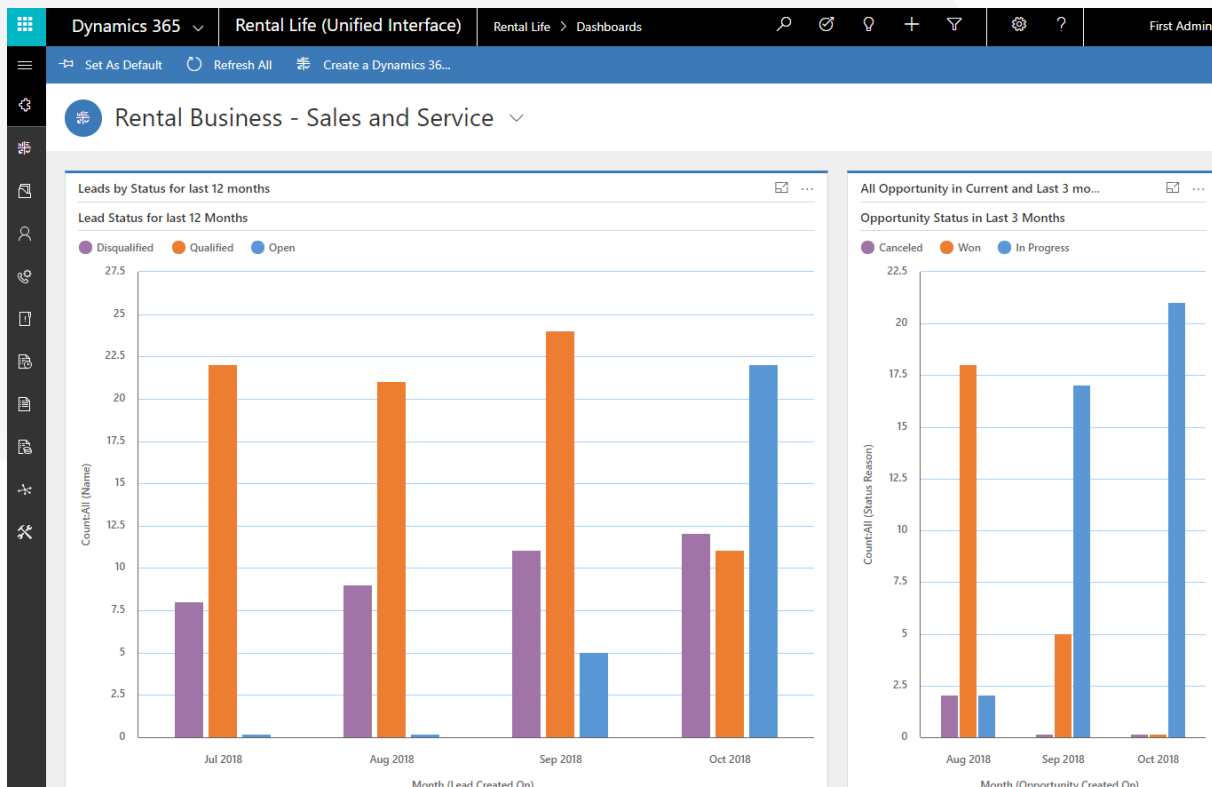 Dynamics 365
Rental Life (Unified Interface)
Rental Life > Dashboards
?
First Admin
Set As Default
Refresh All
Create a Dynamics 36...
Rental Business - Sales and Service
Leads by Status for last 12 months
...
Lead Status for last 12 Months
Disqualified Qualified Open
27.5
25
22.5
20
17.5
15
12.5
10
7.5
5
2.5
0
Count:All (Name)
Jul 2018 Aug 2018 Sep 2018 Oct 2018
Month (Lead Created On)
All Opportunity in Current and Last 3 mo...
...
Opportunity Status in Last 3 Months
Canceled Won In Progress
22.5
20
17.5
15
12.5
10
7.5
5
2.5
0
Count:All (Status Reason)
Aug 2018 Sep 2018 Oct 2018
Month (Opportunity Created On)